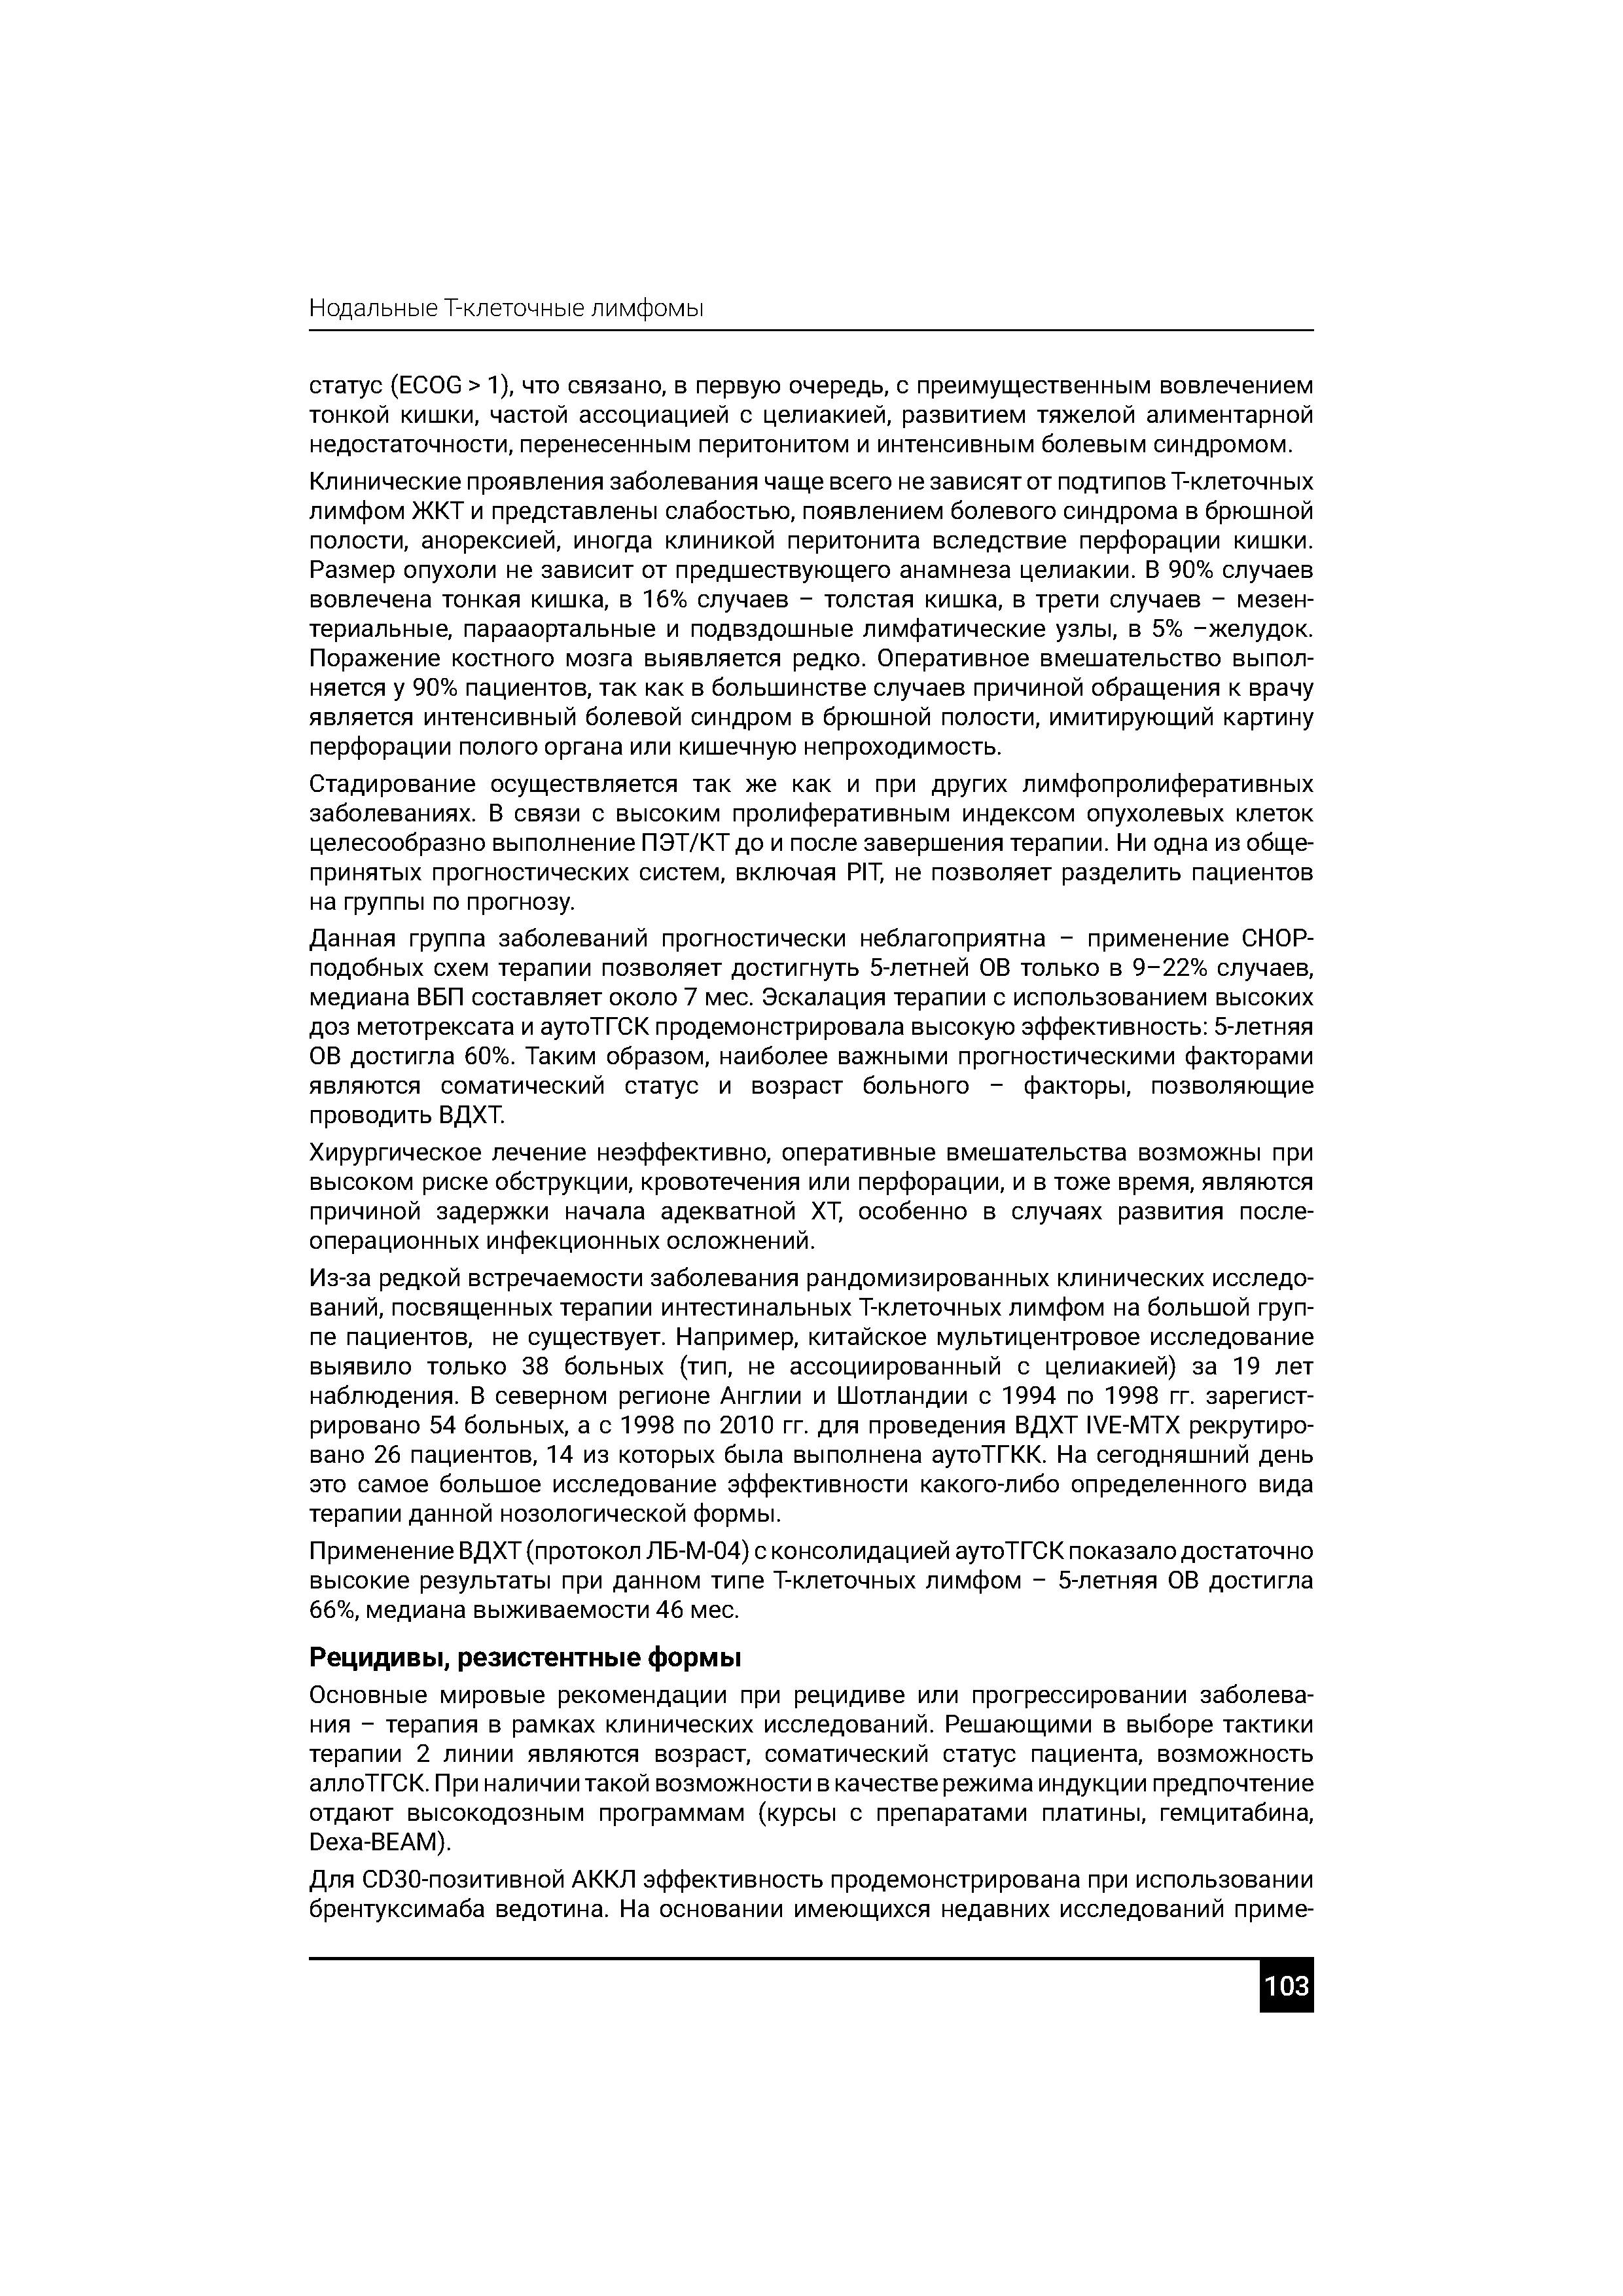 Нодальные Т-клеточные лимфомы
статус (ECOG > 1), что связано, в первую очередь, с преимущественным вовлечением
тонкой кишки, частой ассоциацией с целиакией, развитием тяжелой алиментарной
недостаточности, перенесенным перитонитом и интенсивным болевым синдромом.
Клинические проявления заболевания чаще всего не зависят от подтипов Т-клеточных
лимфом ЖКТ и представлены слабостью, появлением болевого синдрома в брюшной
полости, анорексией, иногда клиникой перитонита вследствие перфорации кишки.
Размер опухоли не зависит от предшествующего анамнеза целиакии. В 90% случаев
вовлечена тонкая кишка, в 16% случаев – толстая кишка, в трети случаев – мезен-
териальные, парааортальные и подвздошные лимфатические узлы, в 5% –желудок.
Поражение костного мозга выявляется редко. Оперативное вмешательство выпол-
няется у 90% пациентов, так как в большинстве случаев причиной обращения к врачу
является интенсивный болевой синдром в брюшной полости, имитирующий картину
перфорации полого органа или кишечную непроходимость.
Стадирование осуществляется так же как и при других лимфопролиферативных
заболеваниях. В связи с высоким пролиферативным индексом опухолевых клеток
целесообразно выполнение ПЭТ/КТ до и после завершения терапии. Ни одна из обще-
принятых прогностических систем, включая PIT, не позволяет разделить пациентов
на группы по прогнозу.
Данная группа заболеваний прогностически неблагоприятна – применение CHOP-
подобных схем терапии позволяет достигнуть 5-летней ОВ только в 9–22% случаев,
медиана ВБП составляет около 7 мес. Эскалация терапии с использованием высоких
доз метотрексата и аутоТГСК продемонстрировала высокую эффективность: 5-летняя
ОВ достигла 60%. Таким образом, наиболее важными прогностическими факторами
являются соматический статус и возраст больного – факторы, позволяющие
проводить ВДХТ.
Хирургическое лечение неэффективно, оперативные вмешательства возможны при
высоком риске обструкции, кровотечения или перфорации, и в тоже время, являются
причиной задержки начала адекватной ХТ, особенно в случаях развития после-
операционных инфекционных осложнений.
Из-за редкой встречаемости заболевания рандомизированных клинических исследо-
ваний, посвященных терапии интестинальных Т-клеточных лимфом на большой груп-
пе пациентов,  не существует. Например, китайское мультицентровое исследование
выявило только 38 больных (тип, не ассоциированный с целиакией) за 19 лет
наблюдения. В северном регионе Англии и Шотландии с 1994 по 1998 гг. зарегист-
рировано 54 больных, а с 1998 по 2010 гг. для проведения ВДХТ IVE-MTX рекрутиро-
вано 26 пациентов, 14 из которых была выполнена аутоТГКК. На сегодняшний день
это самое большое исследование эффективности какого-либо определенного вида
терапии данной нозологической формы.
Применение ВДХТ (протокол ЛБ-М-04) с консолидацией аутоТГСК показало достаточно
высокие результаты при данном типе Т-клеточных лимфом – 5-летняя ОВ достигла
66%, медиана выживаемости 46 мес.
Рецидивы, резистентные формы
Основные мировые рекомендации при рецидиве или прогрессировании заболева-
ния – терапия в рамках клинических исследований. Решающими в выборе тактики
терапии 2 линии являются возраст, соматический статус пациента, возможность
аллоТГСК. При наличии такой возможности в качестве режима индукции предпочтение
отдают высокодозным программам (курсы с препаратами платины, гемцитабина,
Dexa-BEAM).
Для CD30-позитивной АККЛ эффективность продемонстрирована при использовании
брентуксимаба ведотина. На основании имеющихся недавних исследований приме-
103